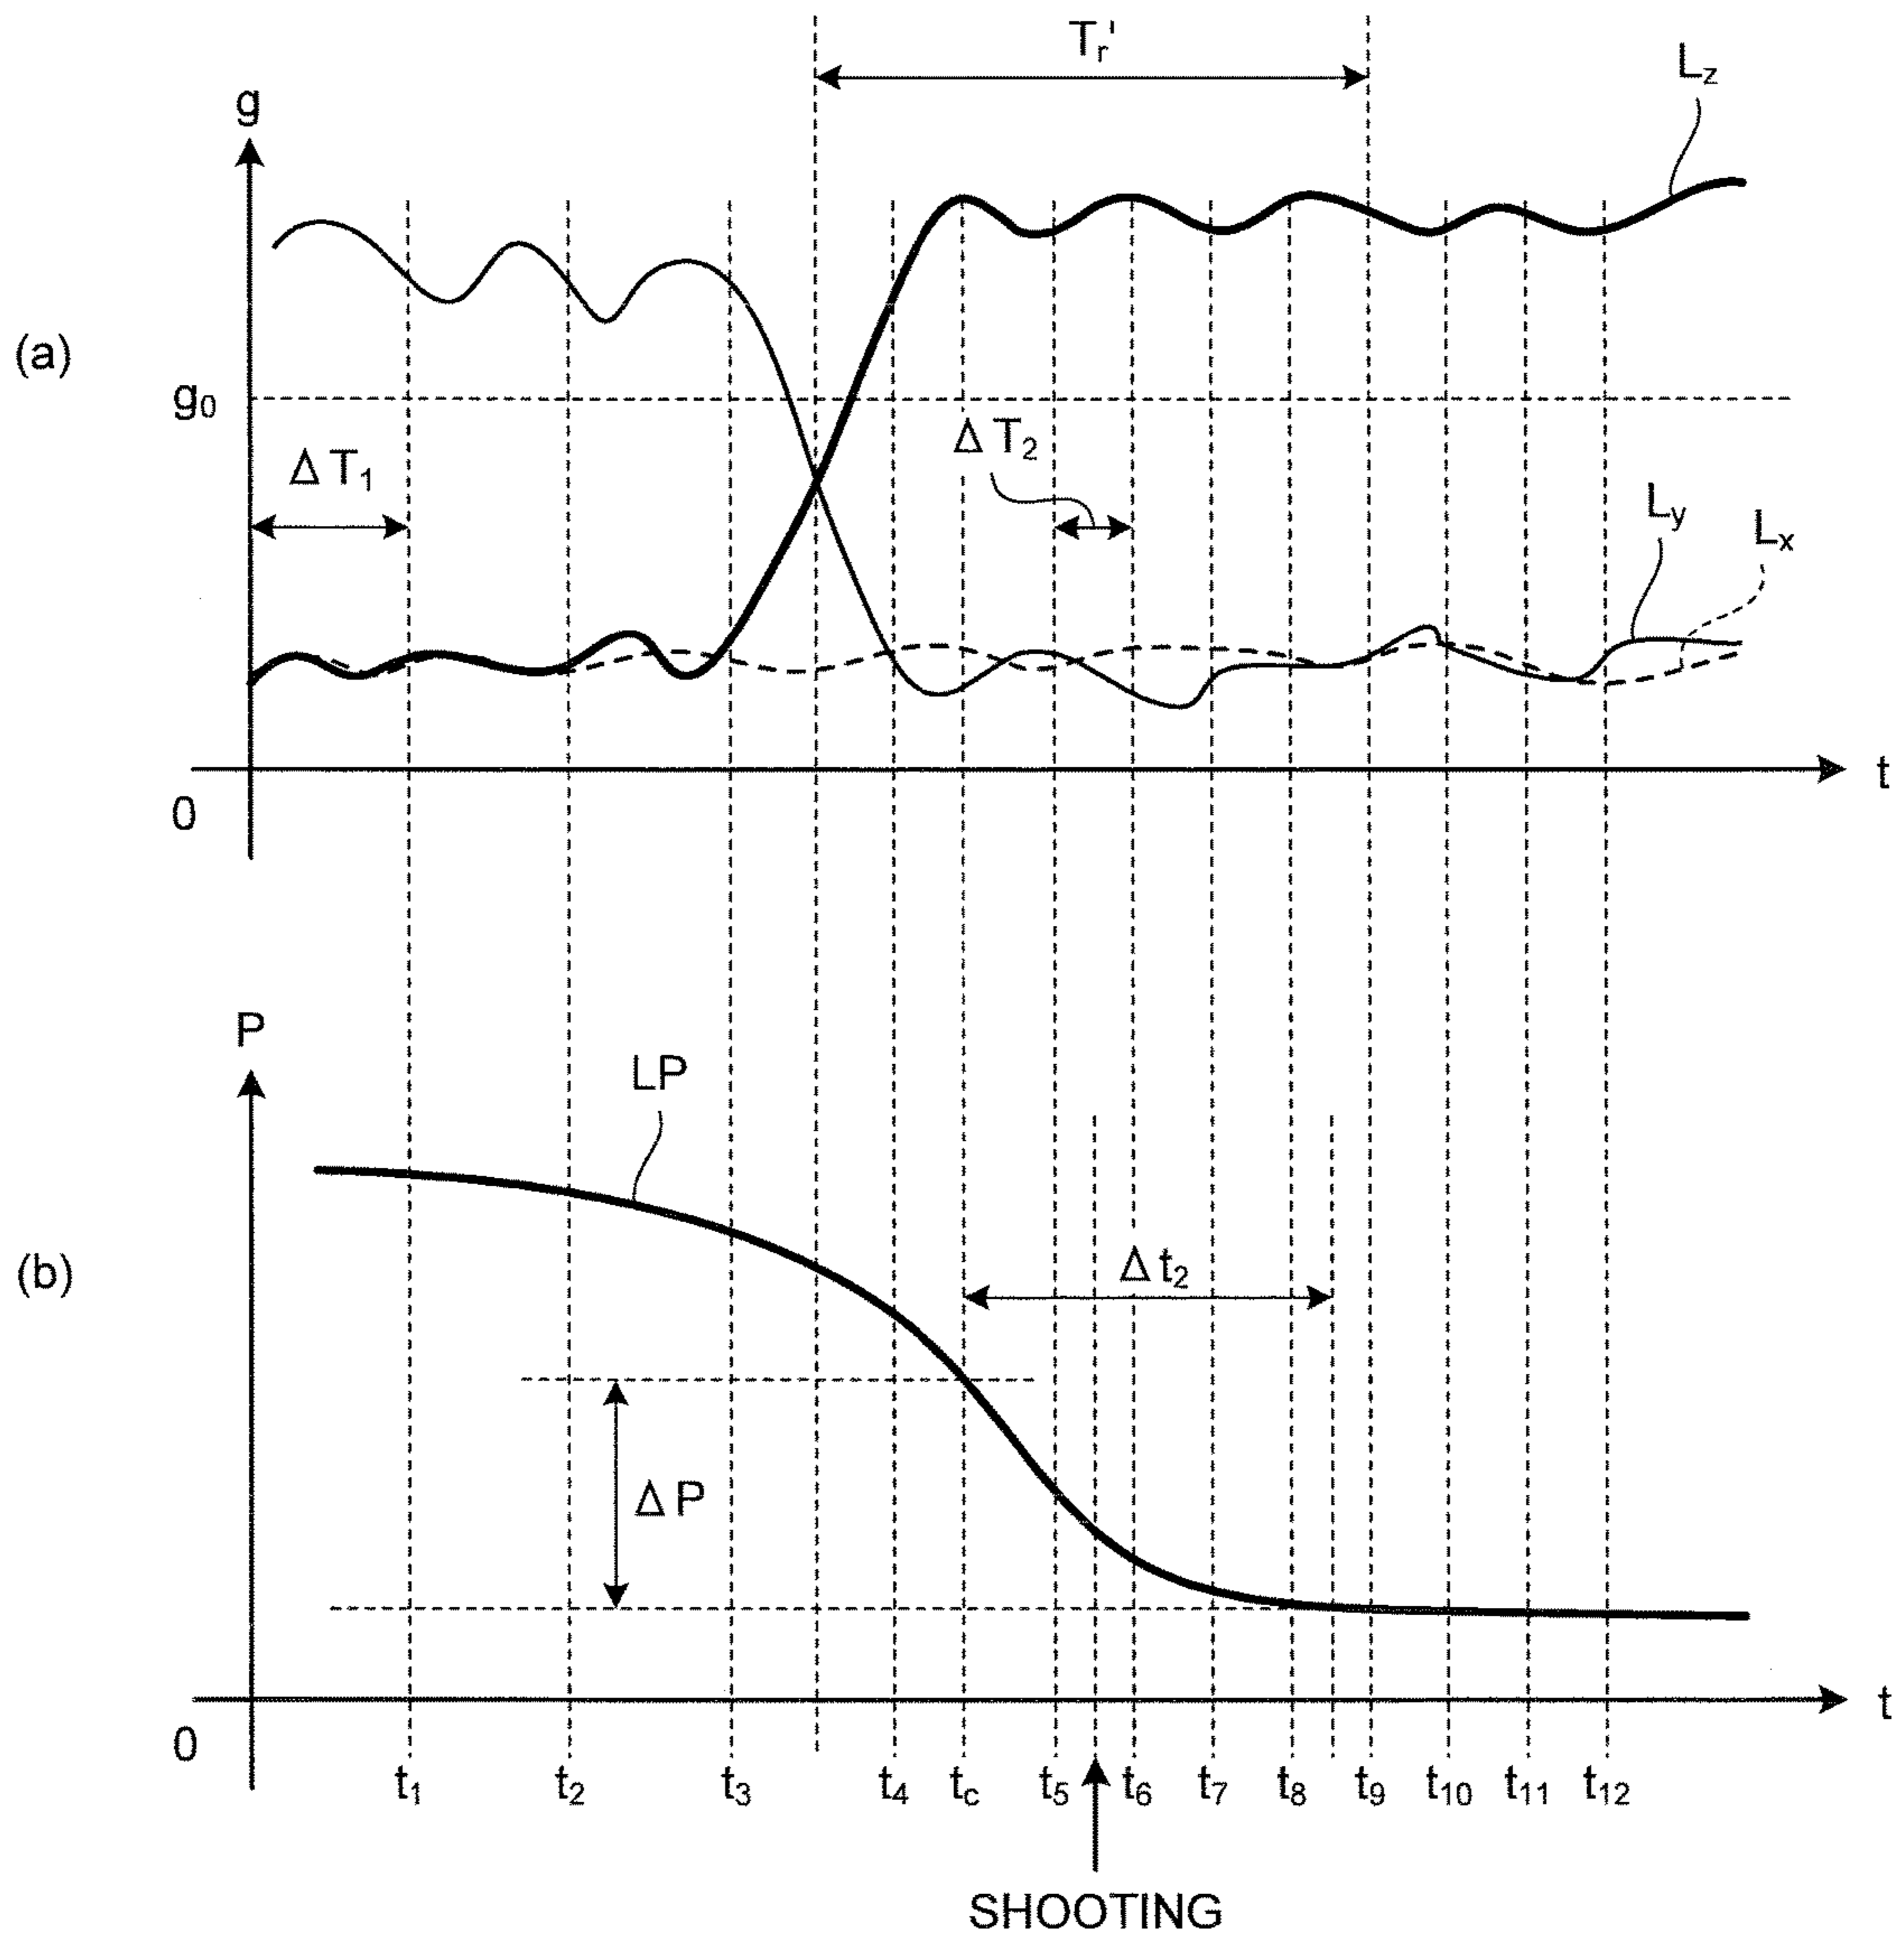 Tr'
Lz
g
(a)
g0
ΔT1
ΔT2
Ly
Lx
0
t
P
LP
(b)
Δt2
ΔP
0
t
t1 t2 t3 t4 tc t5 t6 t7 t8 t9 t10 t11 t12
SHOOTING